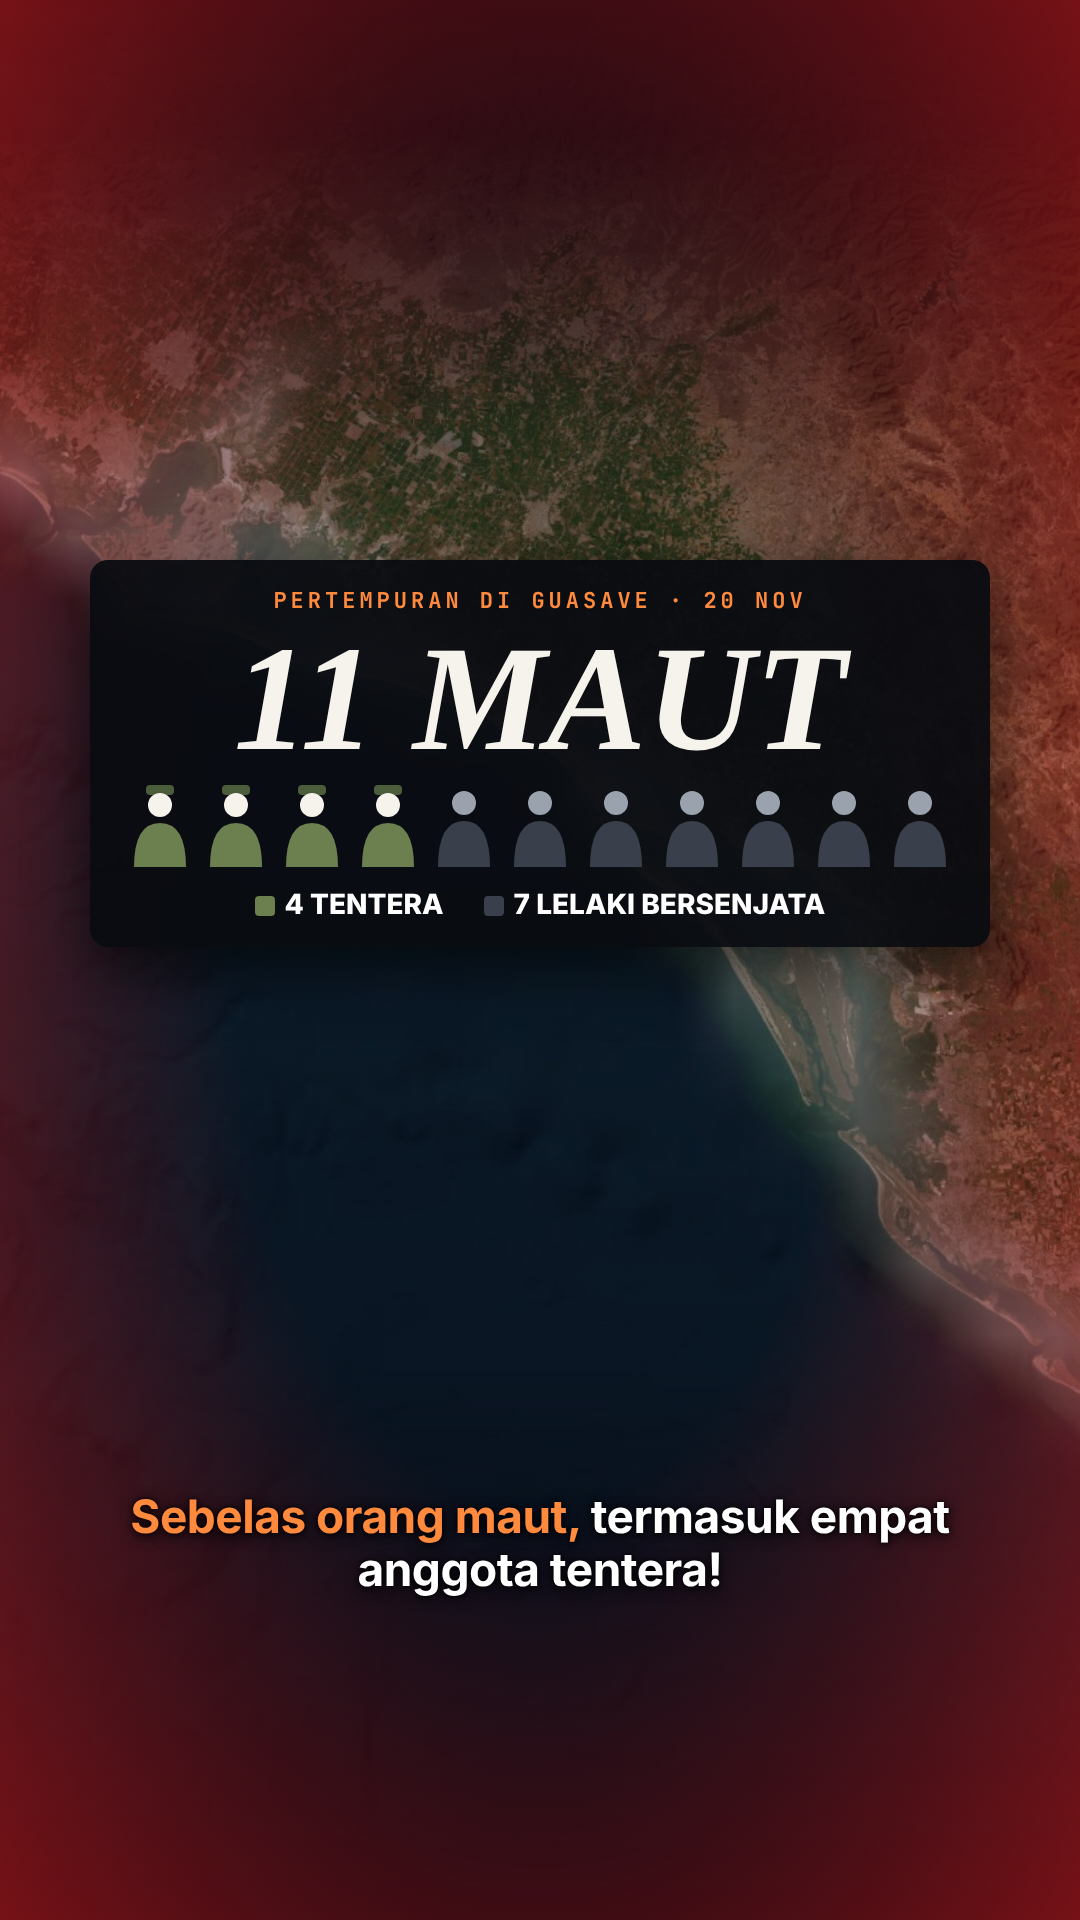 PERTEMPURAN DI GUASAVE · 20 NOV
11 MAUT
4 TENTERA 7 LELAKI BERSENJATA
Sebelas orang maut, termasuk empat
anggota tentera!